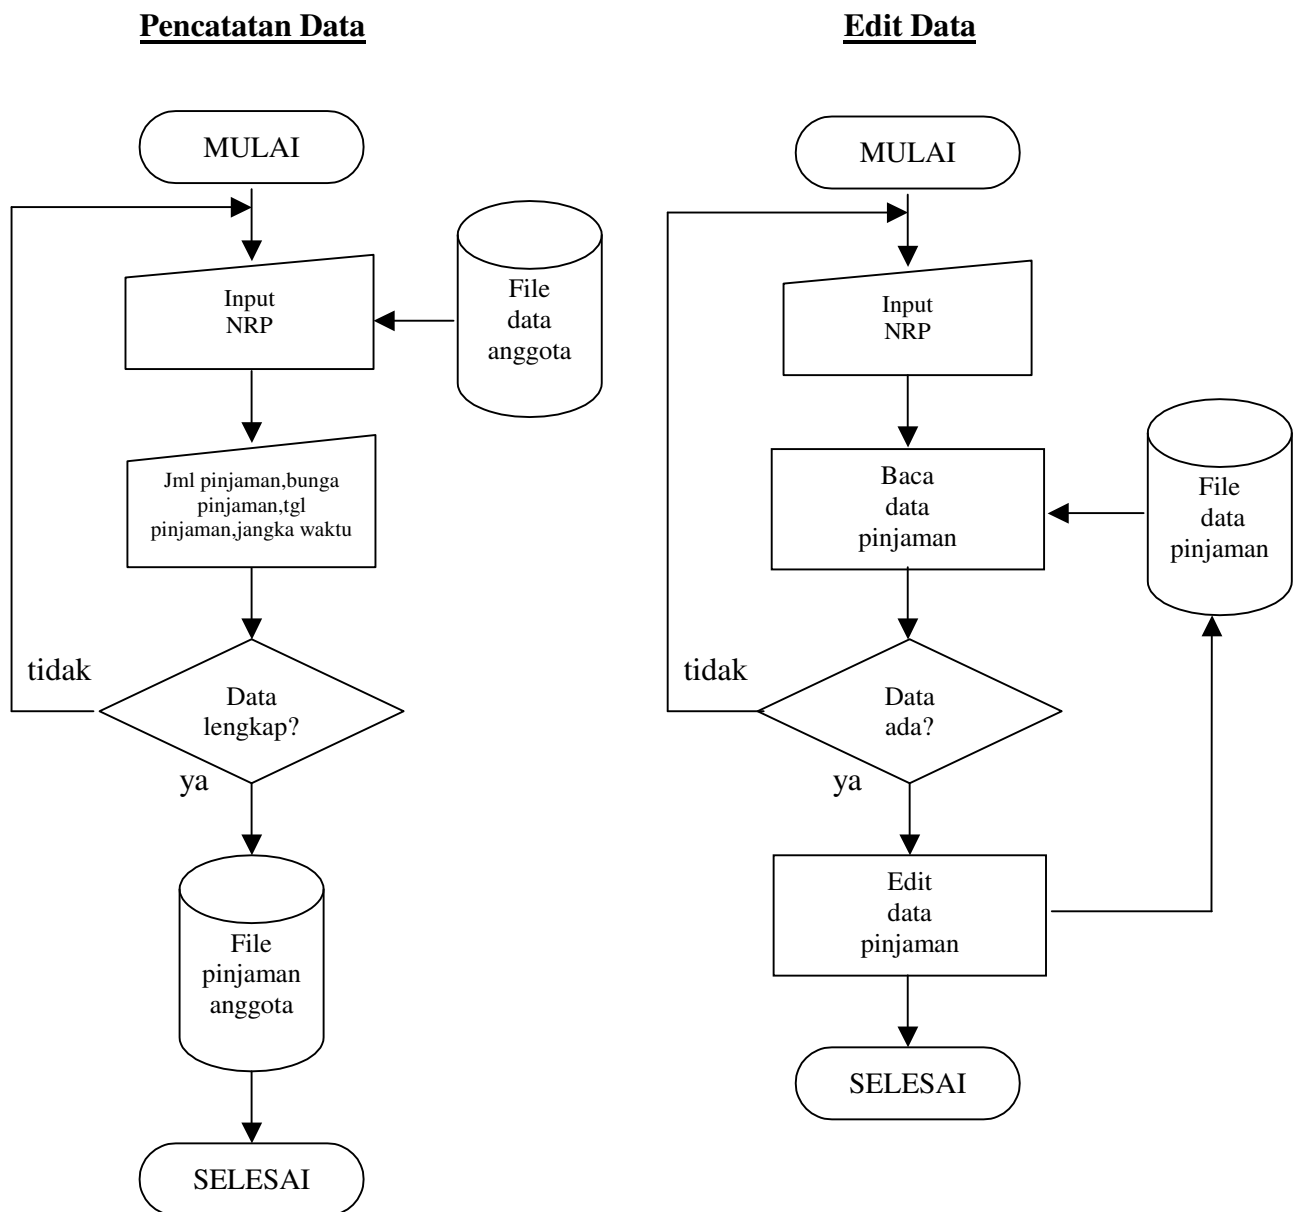 Pencatatan Data
MULAI
Input
NRP
File
data
anggota
Jml pinjaman,bunga
pinjaman,tgl
pinjaman,jangka waktu
tidak
Data
lengkap?
ya
File
pinjaman
anggota
SELESAI
Edit Data
MULAI
Input
NRP
Baca
data
pinjaman
File
data
pinjaman
tidak
Data
ada?
ya
Edit
data
pinjaman
SELESAI